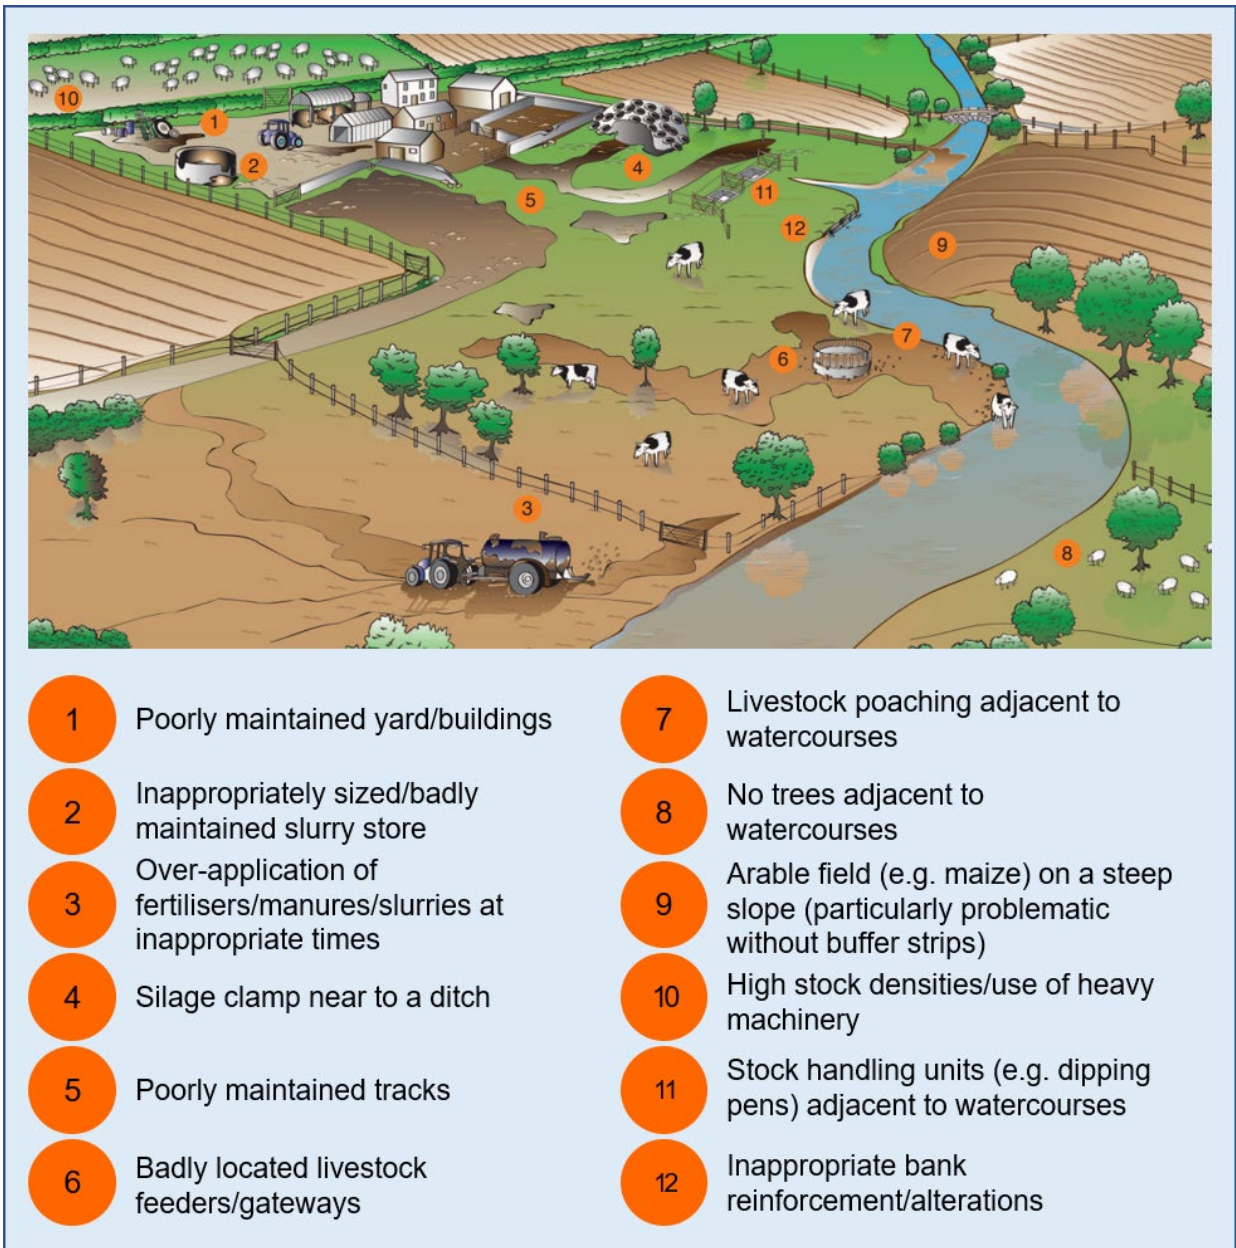 10
1
2
4
5
11
12
9
7
6
3
8
1
Poorly maintained yard/buildings
2
Inappropriately sized/badly
maintained slurry store
3
Over-application of
fertilisers/manures/slurries at
inappropriate times
4
Silage clamp near to a ditch
5
Poorly maintained tracks
6
Badly located livestock
feeders/gateways
7
Livestock poaching adjacent to
watercourses
8
No trees adjacent to
watercourses
9
Arable field (e.g. maize) on a steep
slope (particularly problematic
without buffer strips)
10
High stock densities/use of heavy
machinery
11
Stock handling units (e.g. dipping
pens) adjacent to watercourses
12
Inappropriate bank
reinforcement/alterations